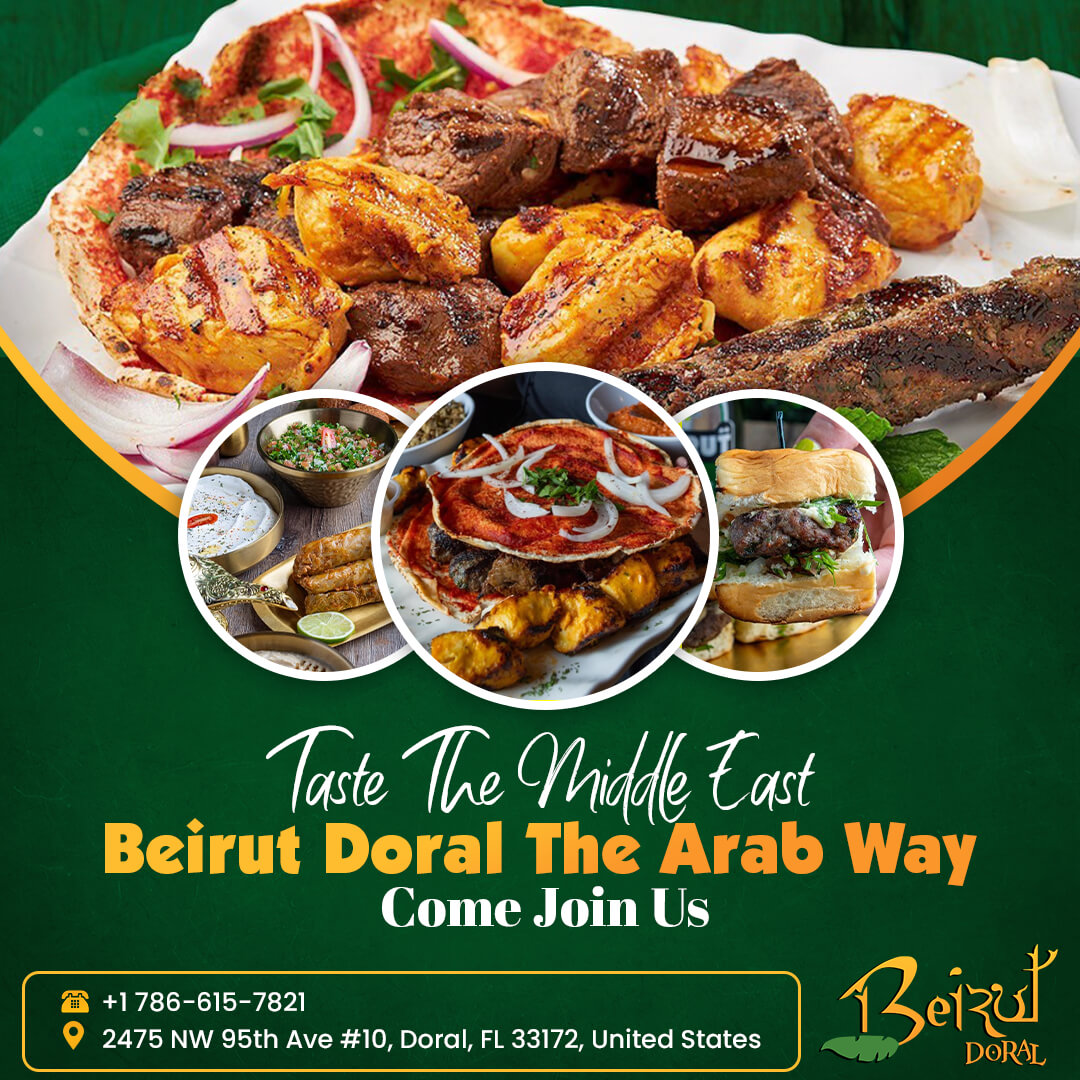 Taste The Middle East
Beirut Doral The Arab Way
Come Join Us
+1 786-615-7821
2475 NW 95th Ave #10, Doral, FL 33172, United States
Beirut
DORAL